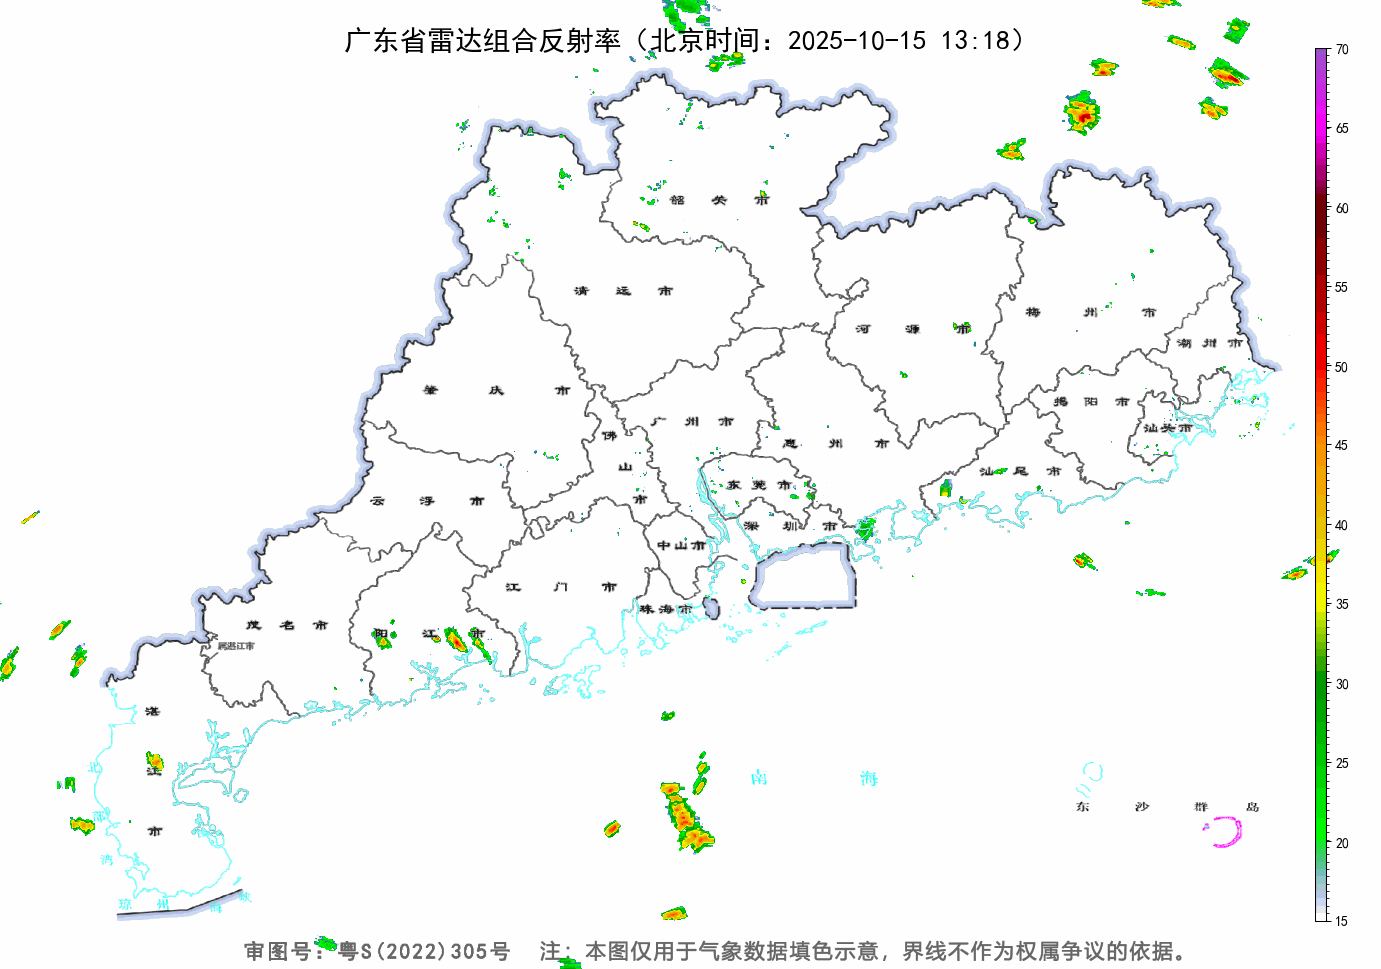 广东省雷达组合反射率（北京时间：2025-10-15 13:18）
70
65
60
55
50
45
40
35
30
25
20
15
韶关市
清远市
梅州市
河源市
潮州市
肇庆市
揭阳市
广州市
汕头市
佛山市
惠州市
汕尾市
东莞市
云浮市
深圳市
中山市
江门市
珠海市
茂名市
阳江市
属湛江市
湛江市
南海
东沙群岛
北部湾
琼州海峡
审图号：粤S(2022)305号 注：本图仅用于气象数据填色示意，界线不作为权属争议的依据。